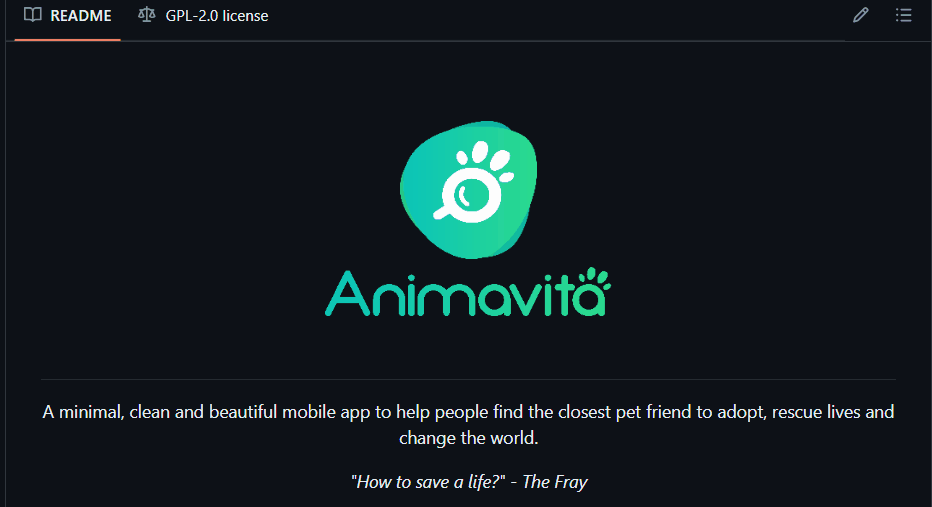 README GPL-2.0 license
Animavita
A minimal, clean and beautiful mobile app to help people find the closest pet friend to adopt, rescue lives and
change the world.
"How to save a life?" - The Fray